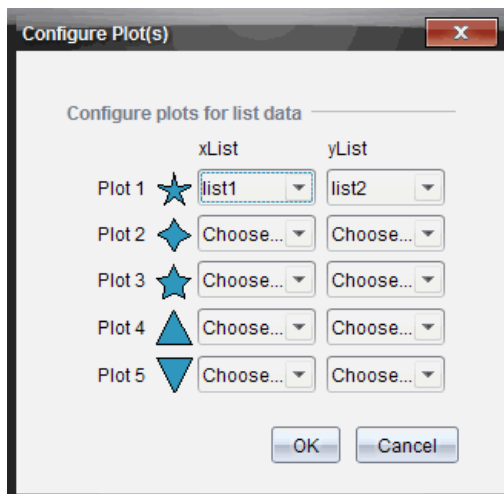 Configure Plot(s)
Configure plots for list data
xList yList
Plot 1 list1 list2
Plot 2 Choose... Choose...
Plot 3 Choose... Choose...
Plot 4 Choose... Choose...
Plot 5 Choose... Choose...
OK Cancel